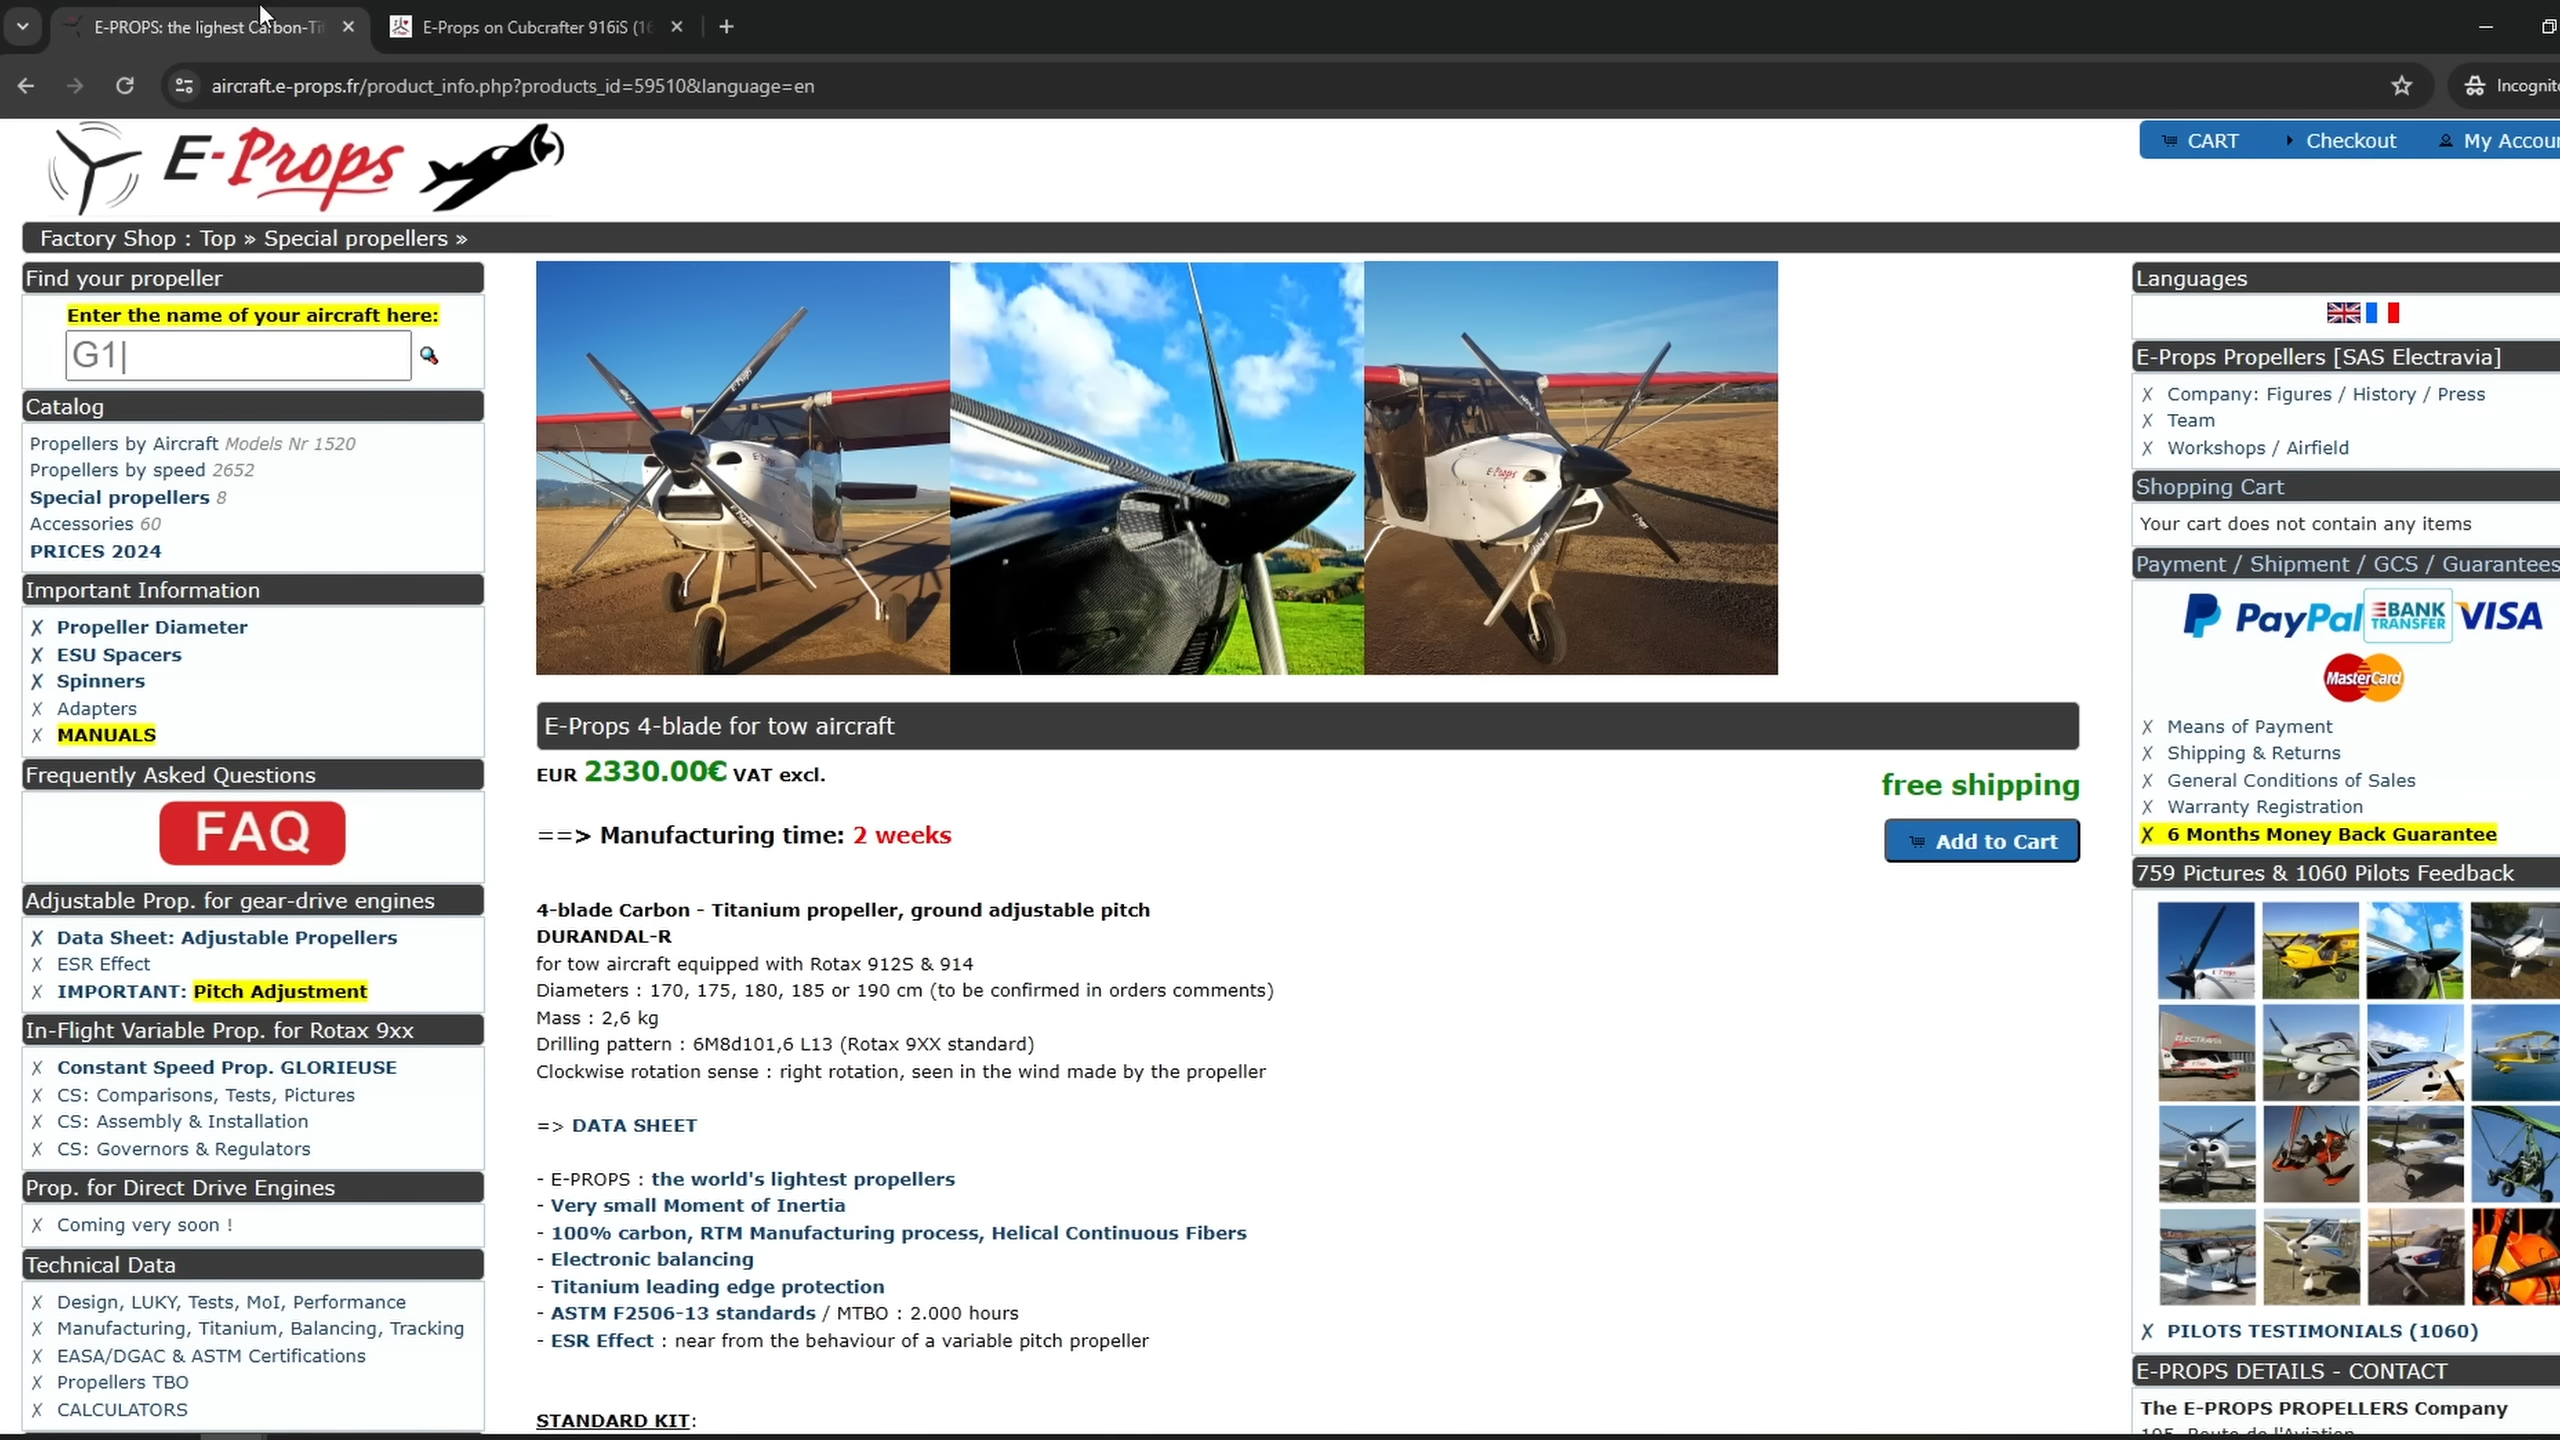 E-PROPS: the lighest Carbon-Tit
E-Props on Cubcrafter 916iS (16
aircraft.e-props.fr/product_info.php?products_id=59510&language=en
Incognito
E-Props
CART
Checkout
My Accoun
Factory Shop : Top » Special propellers »
Find your propeller
Enter the name of your aircraft here:
G1
Catalog
Propellers by Aircraft Models Nr 1520
Propellers by speed 2652
Special propellers 8
Accessories 60
PRICES 2024
Important Information
Propeller Diameter
ESU Spacers
Spinners
Adapters
MANUALS
Frequently Asked Questions
FAQ
Adjustable Prop. for gear-drive engines
Data Sheet: Adjustable Propellers
ESR Effect
IMPORTANT: Pitch Adjustment
In-Flight Variable Prop. for Rotax 9xx
Constant Speed Prop. GLORIEUSE
CS: Comparisons, Tests, Pictures
CS: Assembly & Installation
CS: Governors & Regulators
Prop. for Direct Drive Engines
Coming very soon !
Technical Data
Design, LUKY, Tests, MoI, Performance
Manufacturing, Titanium, Balancing, Tracking
EASA/DGAC & ASTM Certifications
Propellers TBO
CALCULATORS
E-Props 4-blade for tow aircraft
EUR 2330.00€ VAT excl.
free shipping
==> Manufacturing time: 2 weeks
Add to Cart
4-blade Carbon - Titanium propeller, ground adjustable pitch
DURANDAL-R
for tow aircraft equipped with Rotax 912S & 914
Diameters : 170, 175, 180, 185 or 190 cm (to be confirmed in orders comments)
Mass : 2,6 kg
Drilling pattern : 6M8d101,6 L13 (Rotax 9XX standard)
Clockwise rotation sense : right rotation, seen in the wind made by the propeller
=> DATA SHEET
- E-PROPS : the world's lightest propellers
- Very small Moment of Inertia
- 100% carbon, RTM Manufacturing process, Helical Continuous Fibers
- Electronic balancing
- Titanium leading edge protection
- ASTM F2506-13 standards / MTBO : 2.000 hours
- ESR Effect : near from the behaviour of a variable pitch propeller
STANDARD KIT:
Languages
E-Props Propellers [SAS Electravia]
Company: Figures / History / Press
Team
Workshops / Airfield
Shopping Cart
Your cart does not contain any items
Payment / Shipment / GCS / Guarantees
PayPal
BANK
TRANSFER
VISA
MasterCard
Means of Payment
Shipping & Returns
General Conditions of Sales
Warranty Registration
6 Months Money Back Guarantee
759 Pictures & 1060 Pilots Feedback
PILOTS TESTIMONIALS (1060)
E-PROPS DETAILS - CONTACT
The E-PROPS PROPELLERS Company